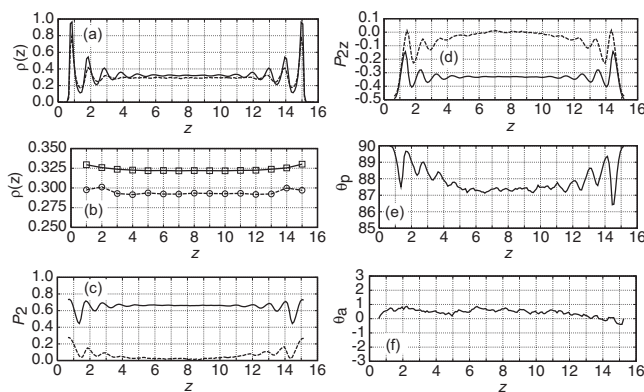 (a)
ρ(z)
1.0
0.8
0.6
0.4
0.2
0.0
0 2 4 6 8 10 12 14 16
z
(b)
ρ(z)
0.350
0.325
0.300
0.275
0.250
0 2 4 6 8 10 12 14 16
z
(c)
P2
1.0
0.8
0.6
0.4
0.2
0.0
0 2 4 6 8 10 12 14 16
z
(d)
P2z
0.1
0.0
-0.1
-0.2
-0.3
-0.4
-0.5
0 2 4 6 8 10 12 14 16
z
(e)
θp
90
89
88
87
86
0 2 4 6 8 10 12 14 16
z
(f)
θa
3
2
1
0
-1
-2
-3
0 2 4 6 8 10 12 14 16
z